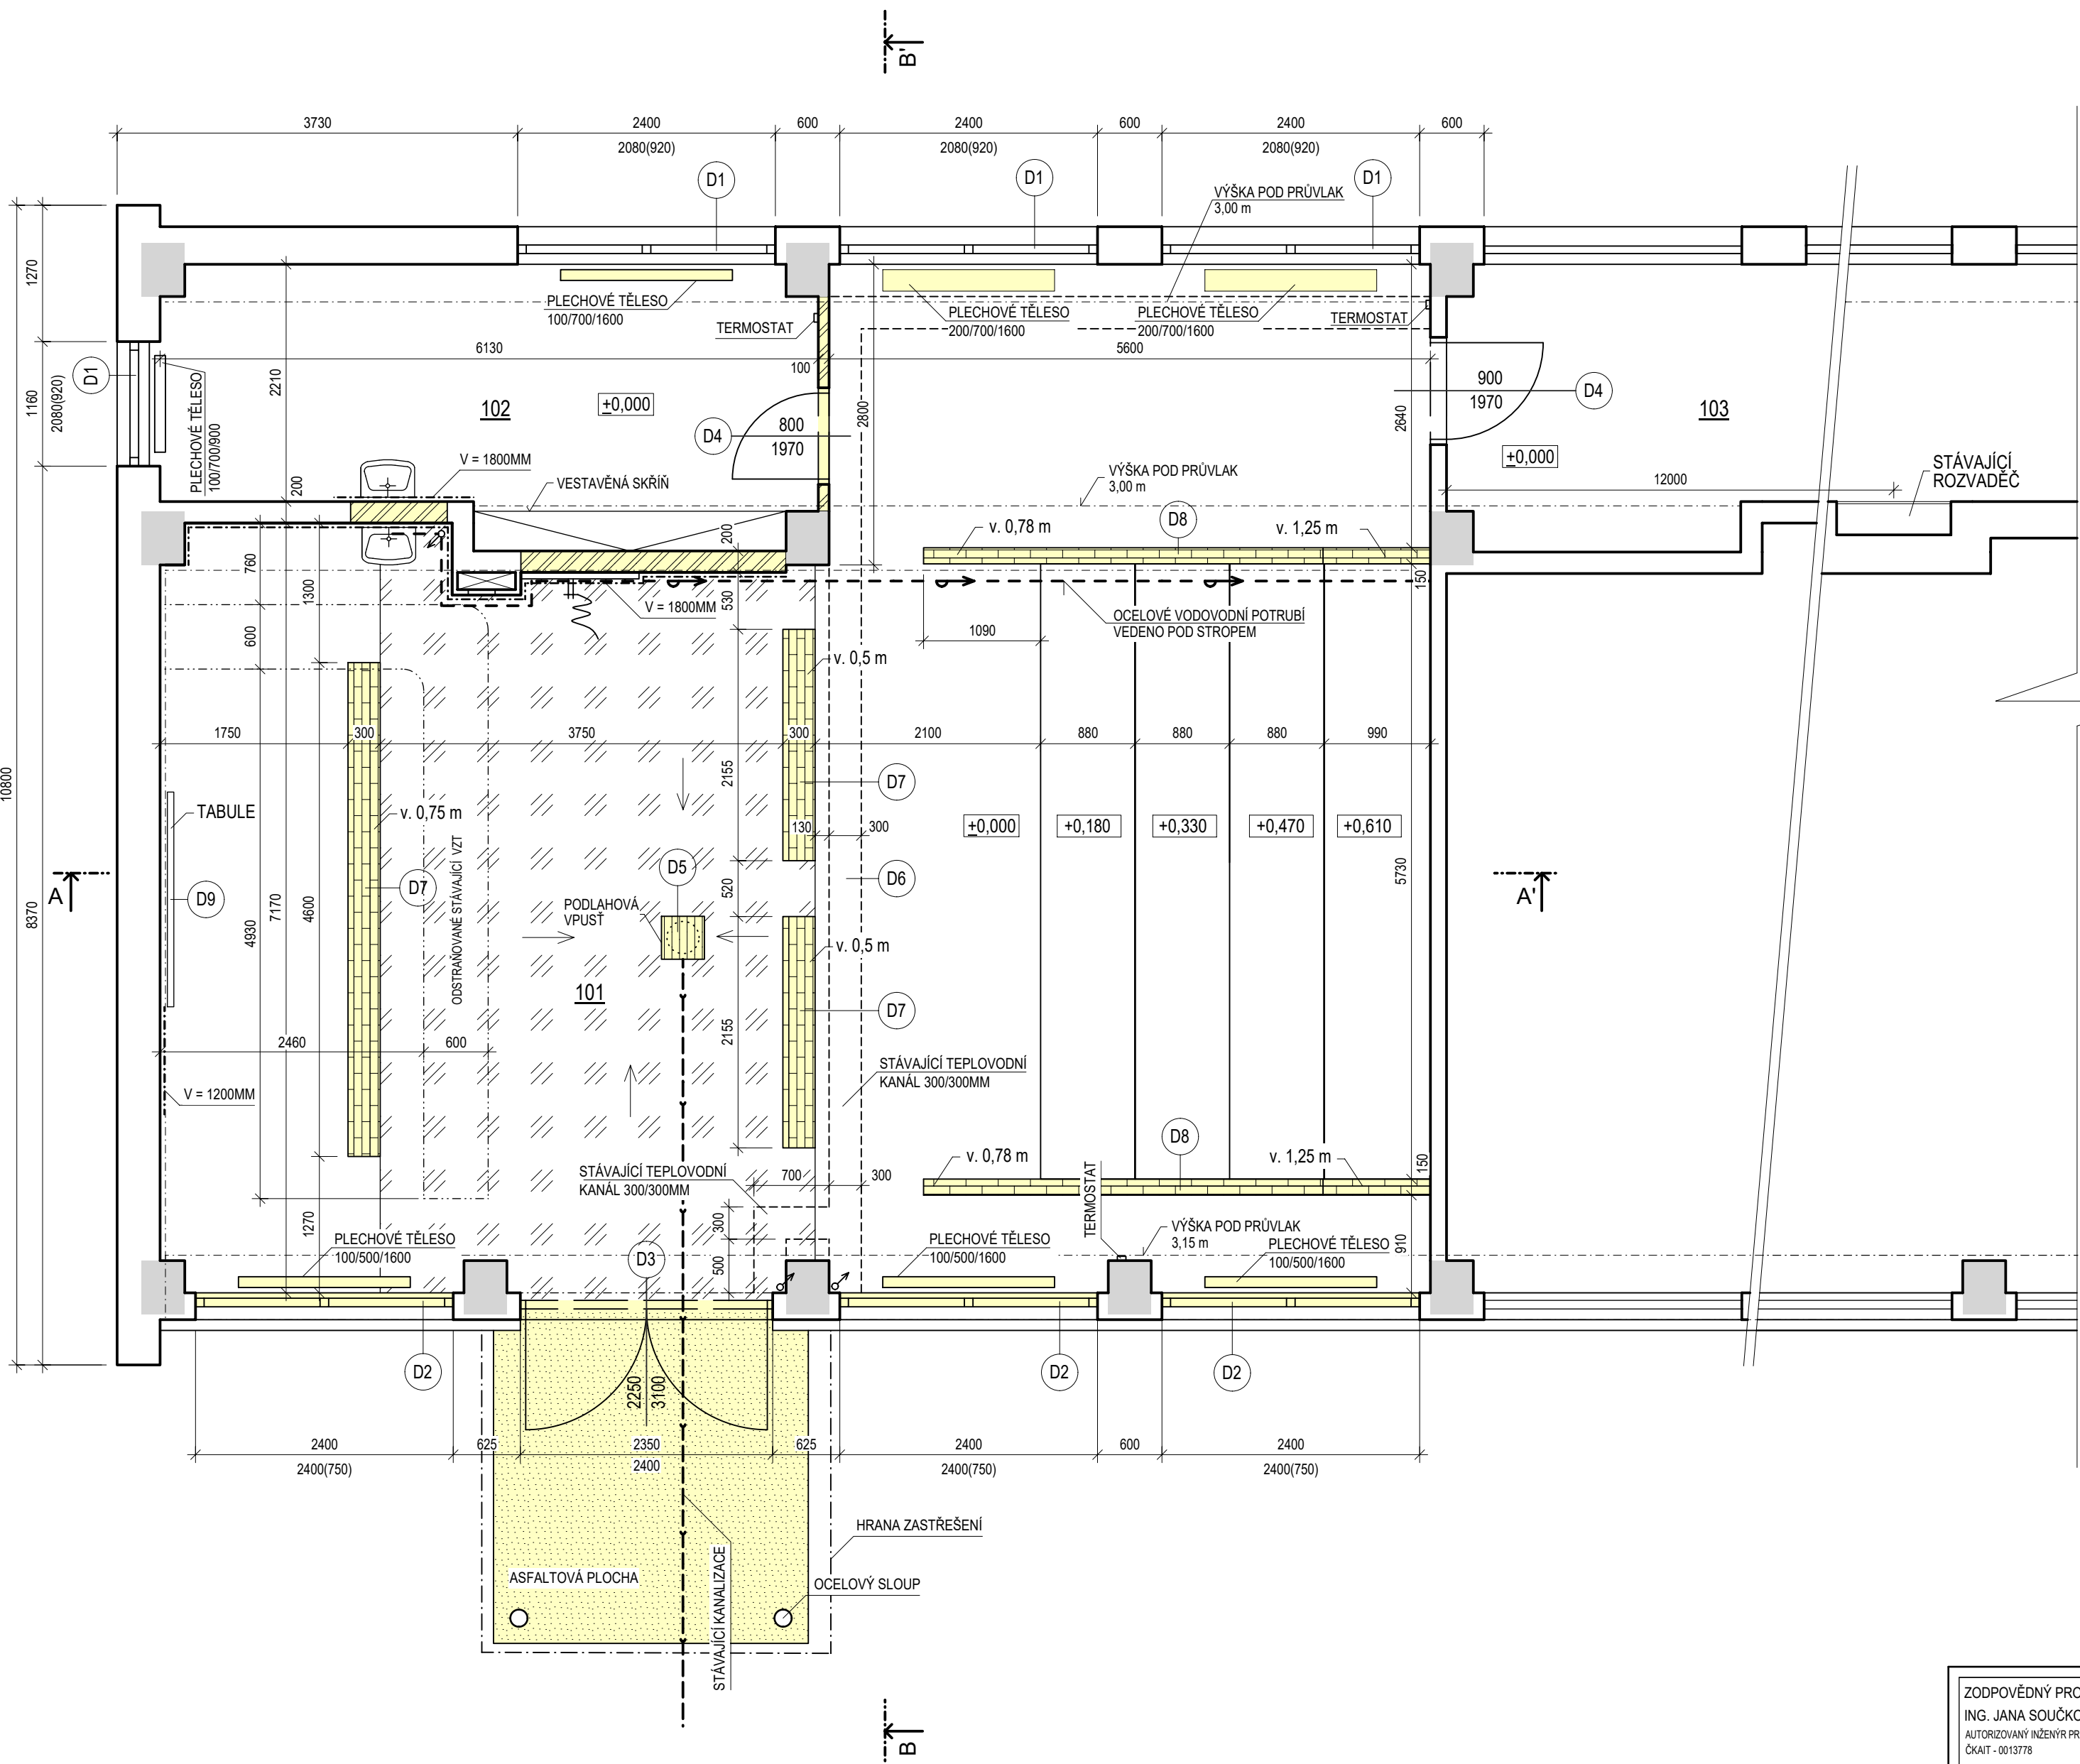 B'
3730
2400
600
2400
600
2400
600
2080(920)
2080(920)
2080(920)
D1
D1
D1
VÝŠKA POD PRŮVLAK
3,00 m
1270
1160
2080(920)
10800
8370
D1
PLECHOVÉ TĚLESO
100/700/900
PLECHOVÉ TĚLESO
100/700/1600
TERMOSTAT
PLECHOVÉ TĚLESO
200/700/1600
PLECHOVÉ TĚLESO
200/700/1600
TERMOSTAT
6130
100
5600
2210
200
102
±0,000
D4
800
1970
2800
2640
900
1970
D4
103
±0,000
STÁVAJÍCÍ
ROZVADĚČ
12000
V = 1800MM
VESTAVĚNÁ SKŘÍŇ
VÝŠKA POD PRŮVLAK
3,00 m
D8
v. 0,78 m
v. 1,25 m
200
150
760
1300
600
530
V = 1800MM
OCELOVÉ VODOVODNÍ POTRUBÍ
VEDENO POD STROPEM
1090
v. 0,5 m
1750
300
3750
300
2100
880
880
880
990
2155
D7
TABULE
v. 0,75 m
130
300
±0,000
+0,180
+0,330
+0,470
+0,610
D5
D6
A
D9
D7
520
5730
A'
PODLAHOVÁ
VPUSŤ
4930
7170
4600
ODSTRAŇOVANÉ STÁVAJÍCÍ VZT
v. 0,5 m
101
D7
2155
2460
600
STÁVAJÍCÍ TEPLOVODNÍ
KANÁL 300/300MM
V = 1200MM
D8
v. 0,78 m
v. 1,25 m
150
STÁVAJÍCÍ TEPLOVODNÍ
KANÁL 300/300MM
700
300
TERMOSTAT
1270
300
500
910
PLECHOVÉ TĚLESO
100/500/1600
D3
PLECHOVÉ TĚLESO
100/500/1600
VÝŠKA POD PRŮVLAK
3,15 m
PLECHOVÉ TĚLESO
100/500/1600
D2
D2
D2
2250
3100
2400
625
2350
625
2400
600
2400
2400(750)
2400
2400(750)
2400(750)
HRANA ZASTŘEŠENÍ
ASFALTOVÁ PLOCHA
OCELOVÝ SLOUP
STÁVAJÍCÍ KANALIZACE
B
ZODPOVĚDNÝ PRO
ING. JANA SOUČKO
AUTORIZOVANÝ INŽENÝR PR
ČKAIT - 0013778